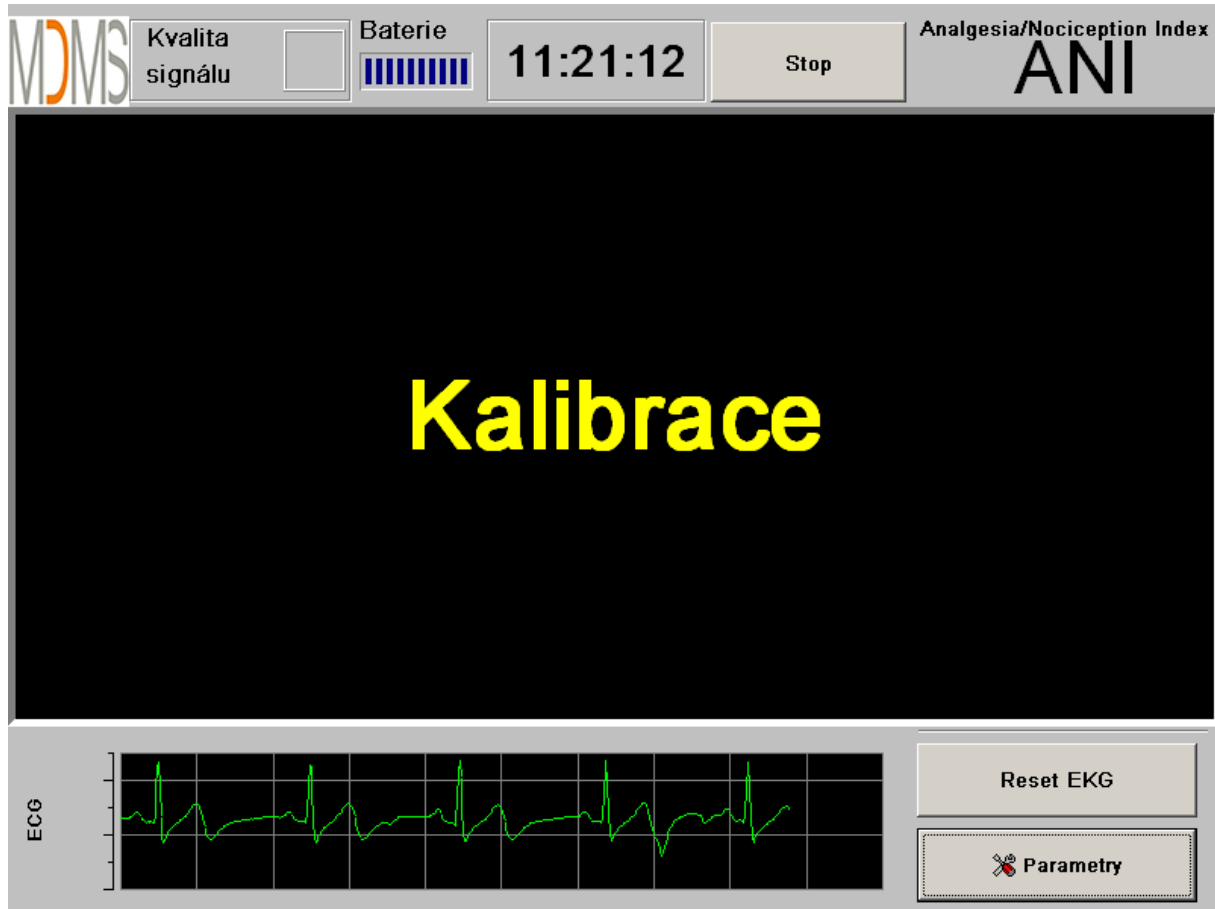 MDMS
Kvalita
signálu
Baterie
11:21:12
Stop
Analgesia/Nociception Index
ANI
Kalibrace
ECG
Reset EKG
Parametry